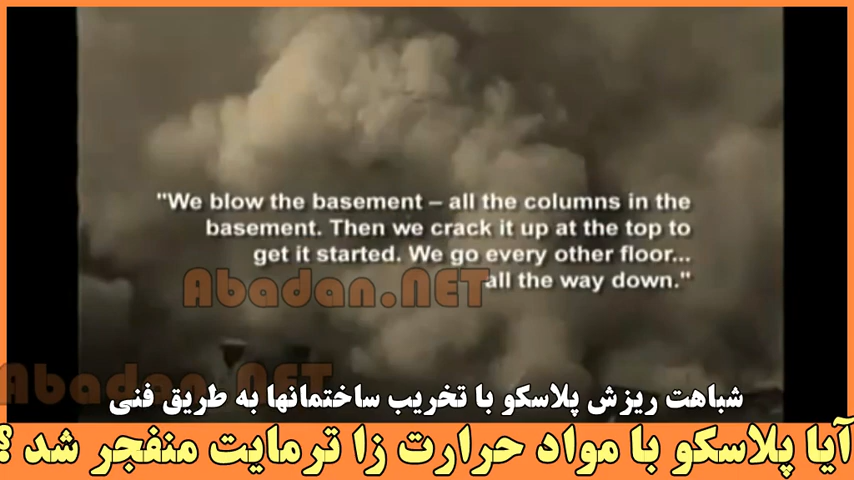 "We blow the basement – all the columns in the
basement. Then we crack it up at the top to
get it started. We go every other floor...
all the way down."
Abadan.NET
Abadan.NET
شباهت ریزش پلاسکو با تخریب ساختمانها به طریق فنی
آیا پلاسکو با مواد حرارت زا ترمایت منفجر شد ؟